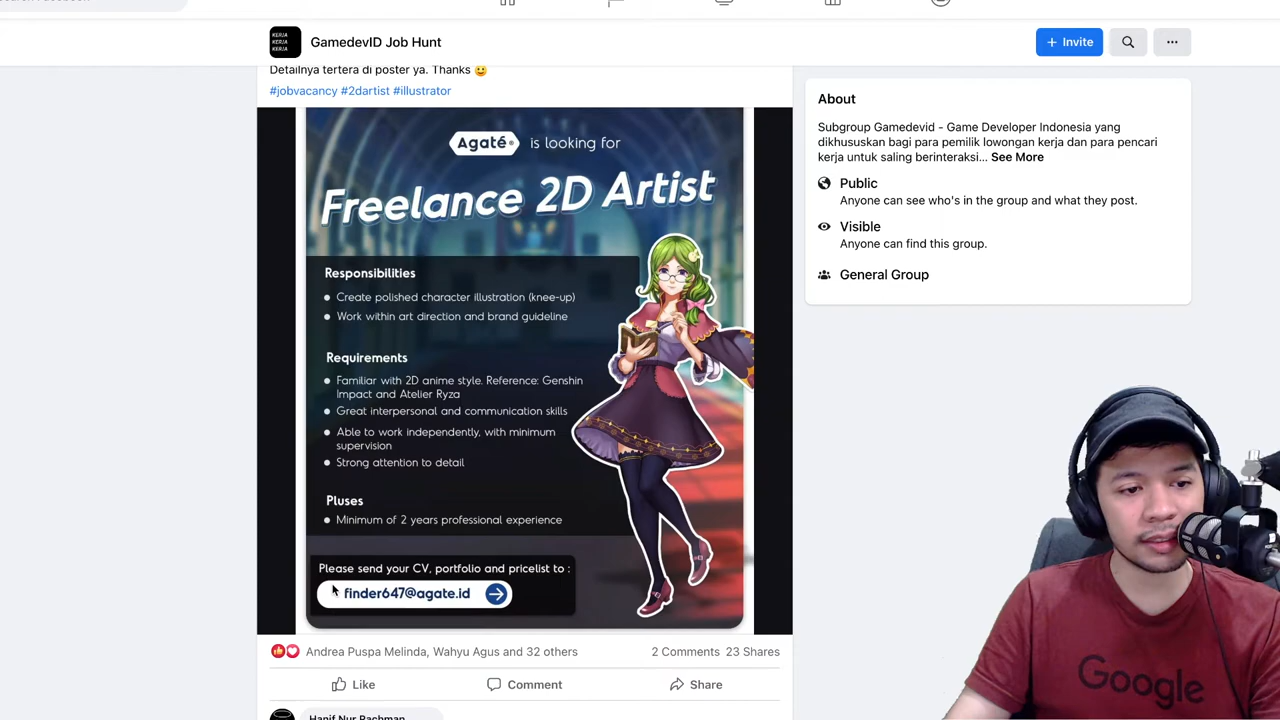 KERJA
KERJA
KERJA
GamedevID Job Hunt
+ Invite
Detailnya tertera di poster ya. Thanks 🙂
#jobvacancy #2dartist #illustrator
Agaté is looking for
Freelance 2D Artist
Responsibilities
• Create polished character illustration (knee-up)
• Work within art direction and brand guideline
Requirements
• Familiar with 2D anime style. Reference: Genshin
Impact and Atelier Ryza
• Great interpersonal and communication skills
• Able to work independently, with minimum
supervision
• Strong attention to detail
Pluses
• Minimum of 2 years professional experience
Please send your CV, portfolio and pricelist to :
finder647@agate.id
Andrea Puspa Melinda, Wahyu Agus and 32 others
2 Comments 23 Shares
Like
Comment
Share
Hanif Nur Rachman
About
Subgroup Gamedevid - Game Developer Indonesia yang
dikhususkan bagi para pemilik lowongan kerja dan para pencari
kerja untuk saling berinteraksi... See More
Public
Anyone can see who's in the group and what they post.
Visible
Anyone can find this group.
General Group
Google